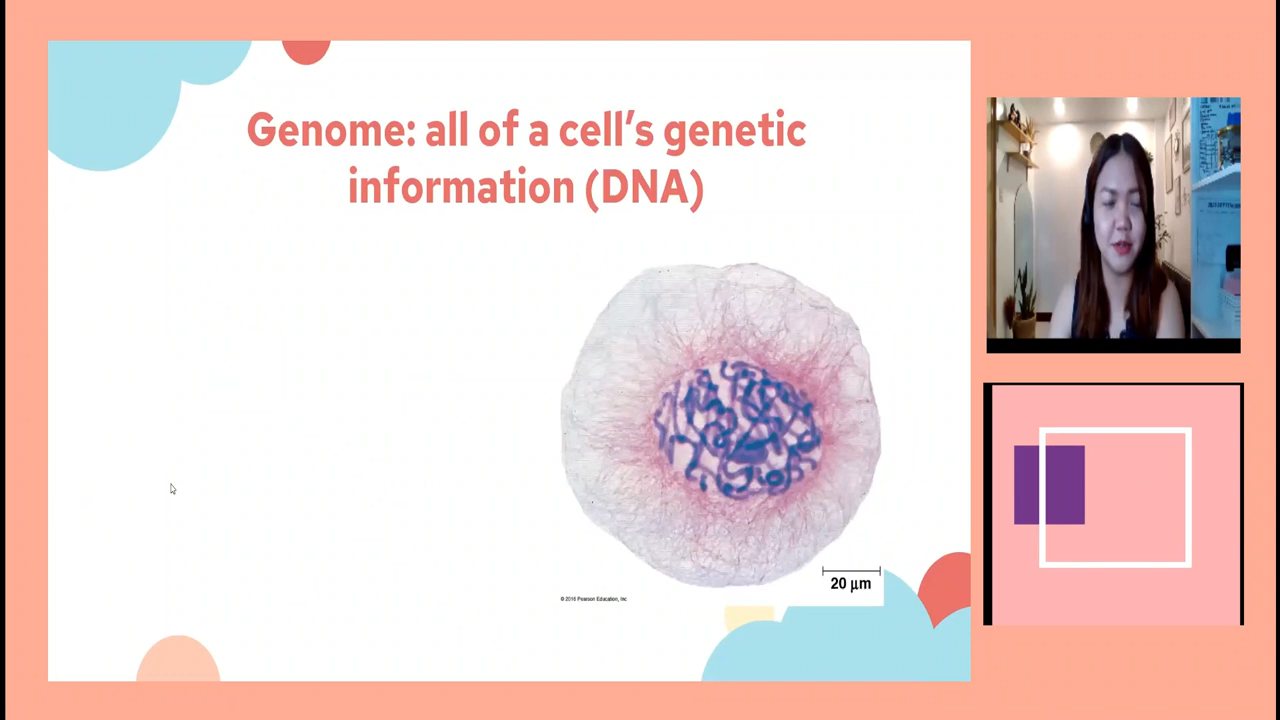 Genome: all of a cell's genetic
information (DNA)
20 µm
© 2016 Pearson Education, Inc